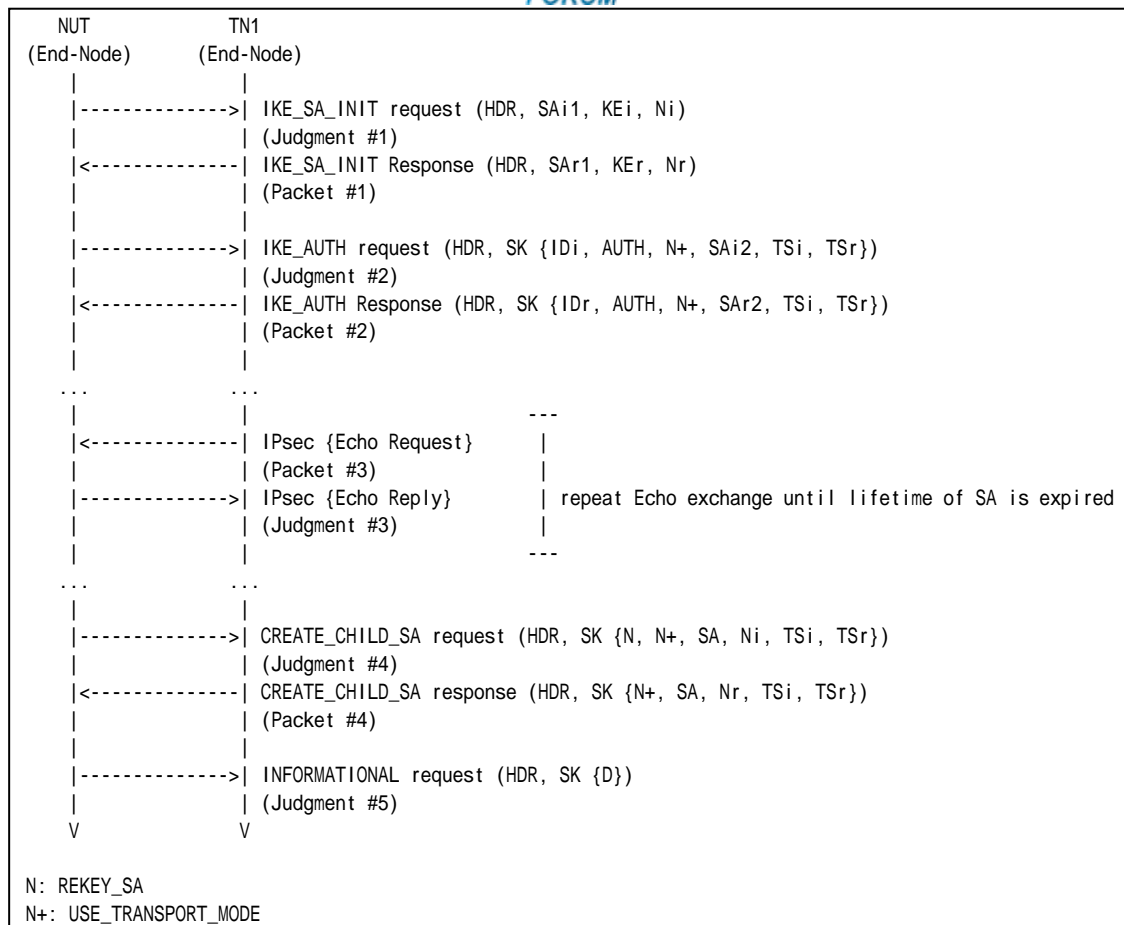 FORUM
NUT TN1
(End-Node) (End-Node)
| |
|-------------->| IKE_SA_INIT request (HDR, SAi1, KEi, Ni)
| | (Judgment #1)
|<--------------| IKE_SA_INIT Response (HDR, SAr1, KEr, Nr)
| | (Packet #1)
| |
|-------------->| IKE_AUTH request (HDR, SK {IDi, AUTH, N+, SAi2, TSi, TSr})
| | (Judgment #2)
|<--------------| IKE_AUTH Response (HDR, SK {IDr, AUTH, N+, SAr2, TSi, TSr})
| | (Packet #2)
| |
... ...
| | ---
|<--------------| IPsec {Echo Request} |
| | (Packet #3) |
|-------------->| IPsec {Echo Reply} | repeat Echo exchange until lifetime of SA is expired
| | (Judgment #3) |
| | ---
... ...
| |
|-------------->| CREATE_CHILD_SA request (HDR, SK {N, N+, SA, Ni, TSi, TSr})
| | (Judgment #4)
|<--------------| CREATE_CHILD_SA response (HDR, SK {N+, SA, Nr, TSi, TSr})
| | (Packet #4)
| |
|-------------->| INFORMATIONAL request (HDR, SK {D})
| | (Judgment #5)
V V
N: REKEY_SA
N+: USE_TRANSPORT_MODE